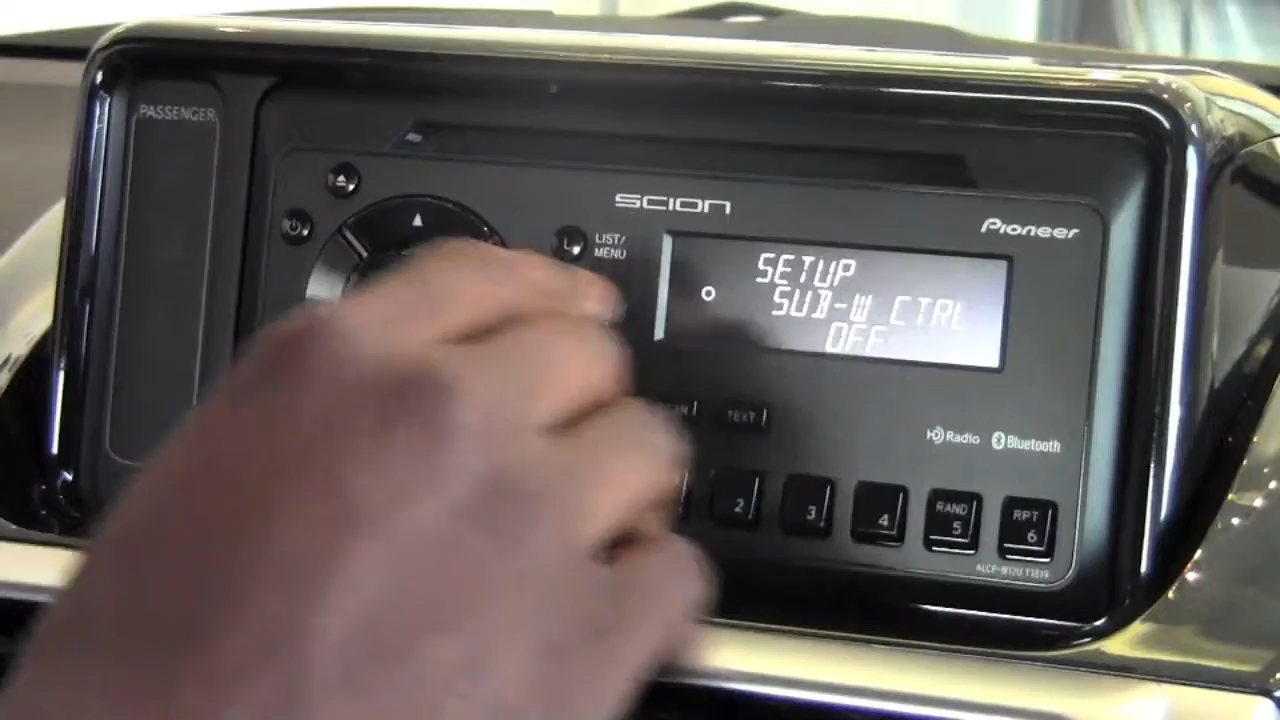 PASSENGER
SCION
Pioneer
LIST/
MENU
SETUP
SUB-W CTRL
OFF
TEXT
HD Radio
Bluetooth
2
3
4
RAND
5
RPT
6